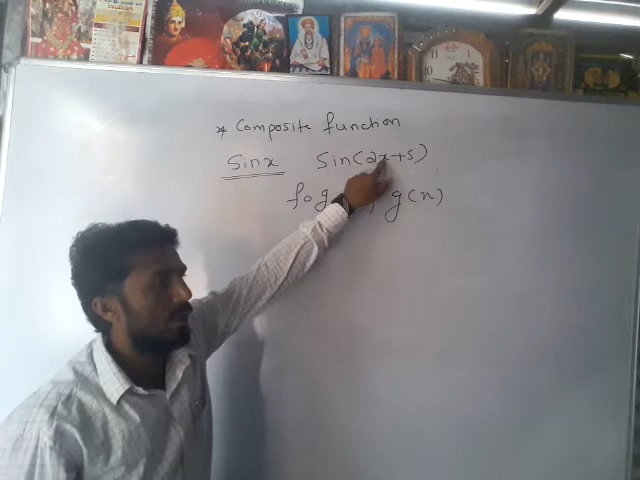 * Composite function
Sinx Sin(2x+5)
fog , g(x)